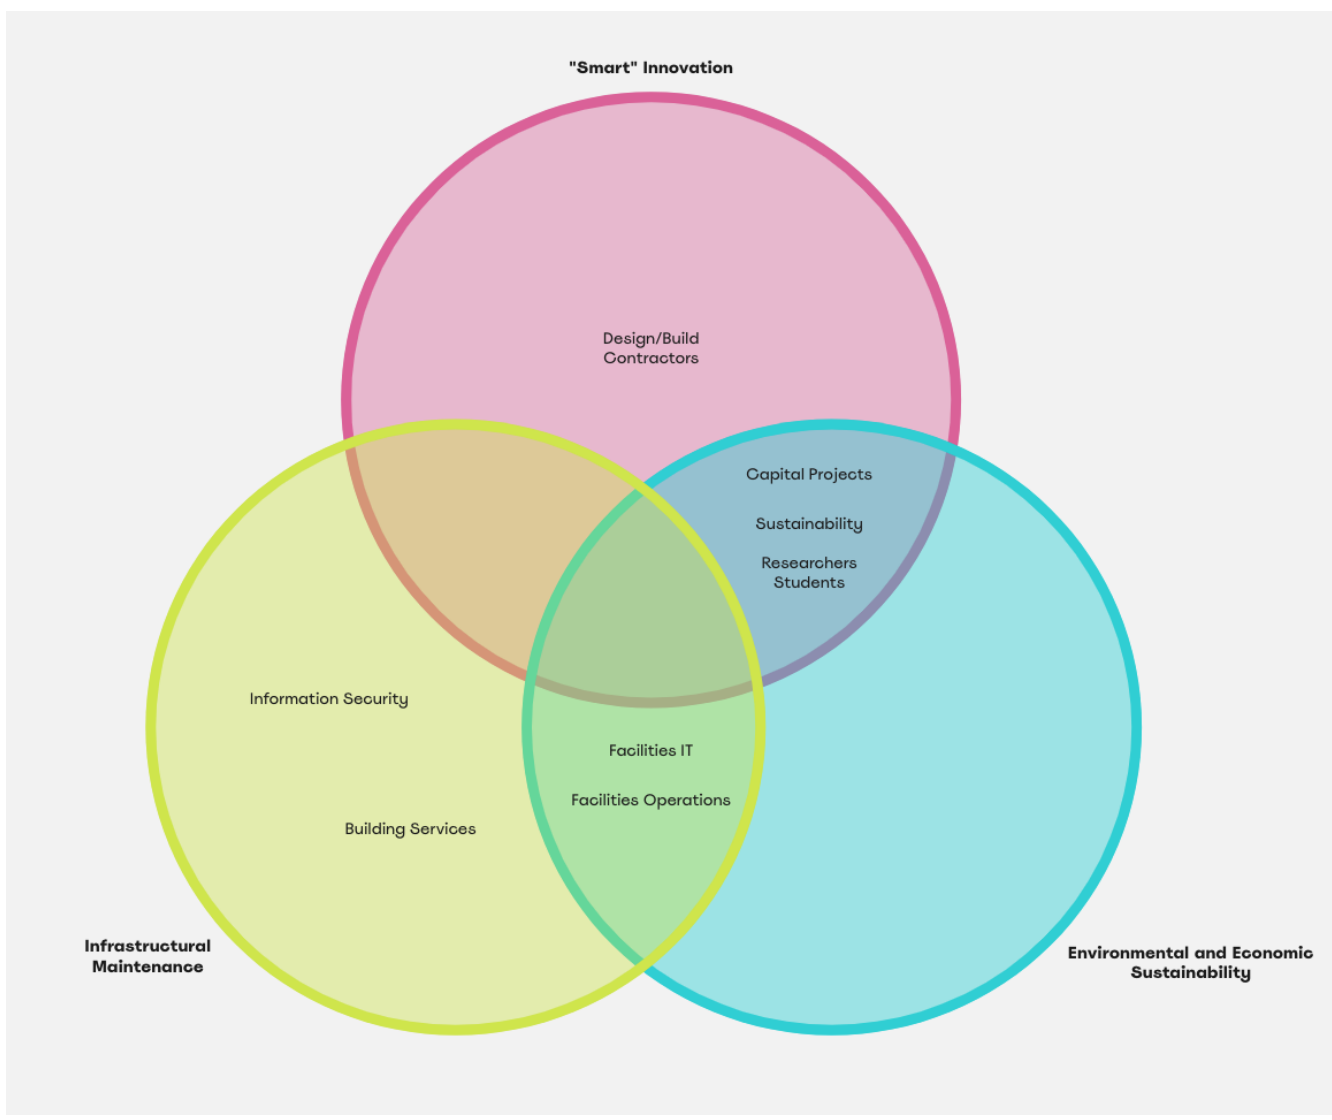 "Smart" Innovation
Design/Build
Contractors
Capital Projects
Sustainability
Researchers
Students
Information Security
Facilities IT
Facilities Operations
Building Services
Infrastructural
Maintenance
Environmental and Economic
Sustainability